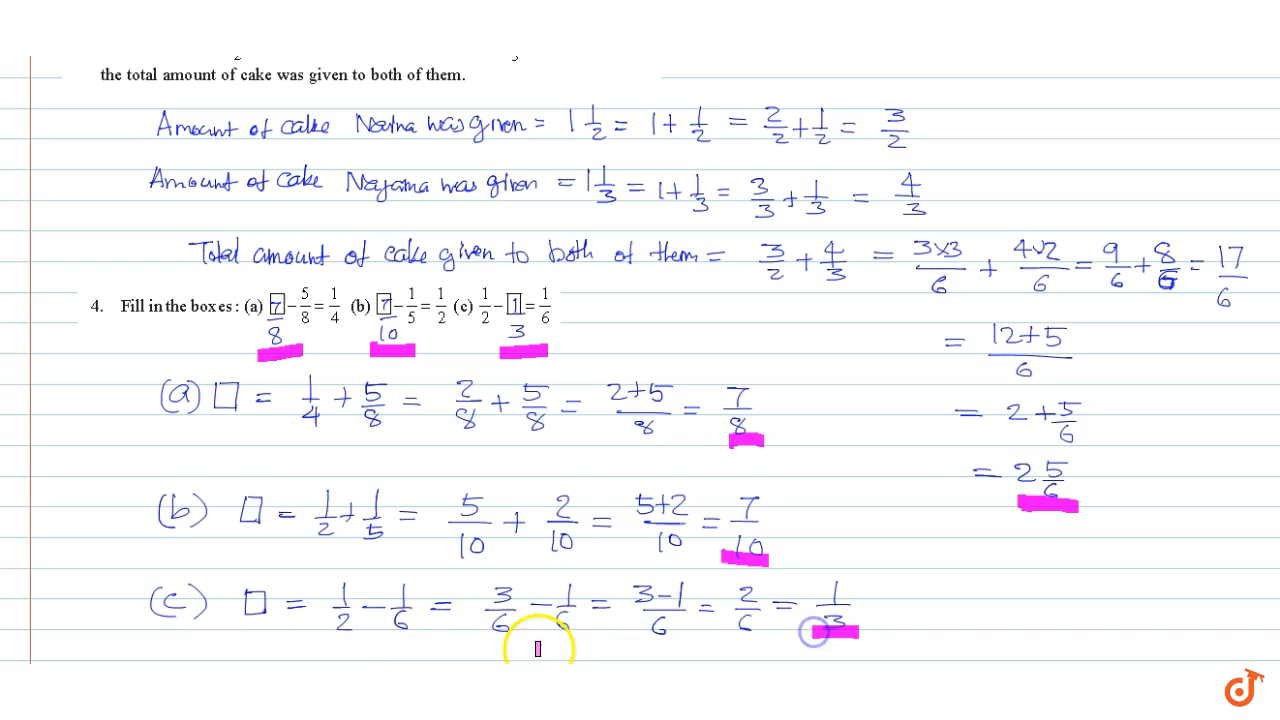 the total amount of cake was given to both of them.
Amount of cake Naina was given = 1 1/2 = 1 + 1/2 = 2/2 + 1/2 = 3/2
Amount of cake Najama was given = 1 1/3 = 1 + 1/3 = 3/3 + 1/3 = 4/3
Total amount of cake given to both of them = 3/2 + 4/3 = 3×3/6 + 4×2/6 = 9/6 + 8/6 = 17/6
4. Fill in the boxes : (a) 7/8 − 5/8 = 1/4 (b) 7/10 − 1/5 = 1/2 (c) 1/2 − 1/3 = 1/6
= 12+5/6
(a) □ = 1/4 + 5/8 = 2/8 + 5/8 = 2+5/8 = 7/8
= 2 + 5/6
= 2 5/6
(b) □ = 1/2 + 1/5 = 5/10 + 2/10 = 5+2/10 = 7/10
(c) □ = 1/2 − 1/6 = 3/6 − 1/6 = 3−1/6 = 2/6 = 1/3